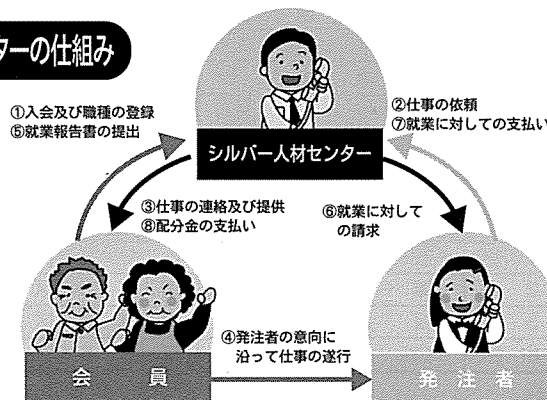 ターの仕組み
①入会及び職種の登録
⑤就業報告書の提出
②仕事の依頼
⑦就業に対しての支払い
シルバー人材センター
③仕事の連絡及び提供
⑧配分金の支払い
⑥就業に対して
の請求
④発注者の意向に
沿って仕事の遂行
会員
発注者